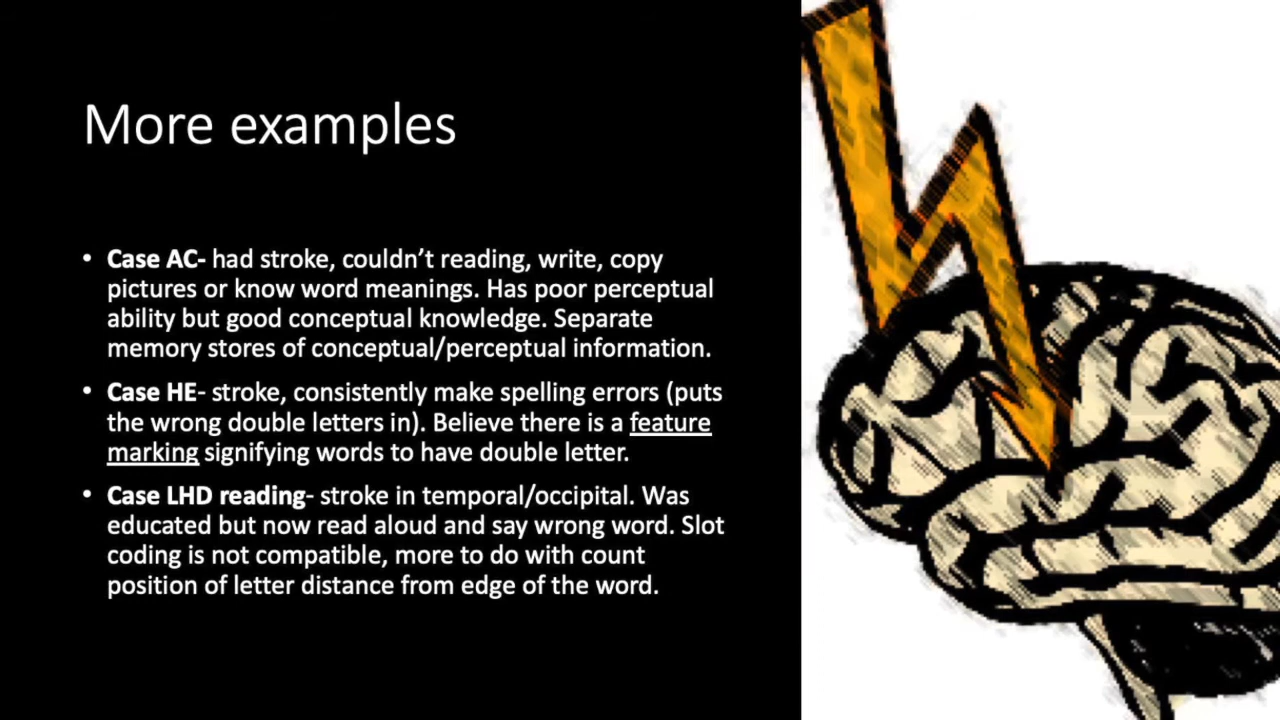 More examples
• Case AC- had stroke, couldn’t reading, write, copy
pictures or know word meanings. Has poor perceptual
ability but good conceptual knowledge. Separate
memory stores of conceptual/perceptual information.
• Case HE- stroke, consistently make spelling errors (puts
the wrong double letters in). Believe there is a feature
marking signifying words to have double letter.
• Case LHD reading- stroke in temporal/occipital. Was
educated but now read aloud and say wrong word. Slot
coding is not compatible, more to do with count
position of letter distance from edge of the word.